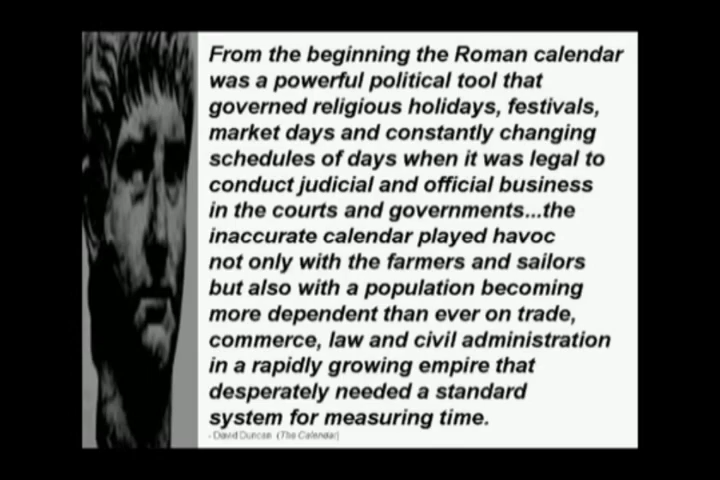 From the beginning the Roman calendar
was a powerful political tool that
governed religious holidays, festivals,
market days and constantly changing
schedules of days when it was legal to
conduct judicial and official business
in the courts and governments...the
inaccurate calendar played havoc
not only with the farmers and sailors
but also with a population becoming
more dependent than ever on trade,
commerce, law and civil administration
in a rapidly growing empire that
desperately needed a standard
system for measuring time.
- David Duncan (The Calendar)